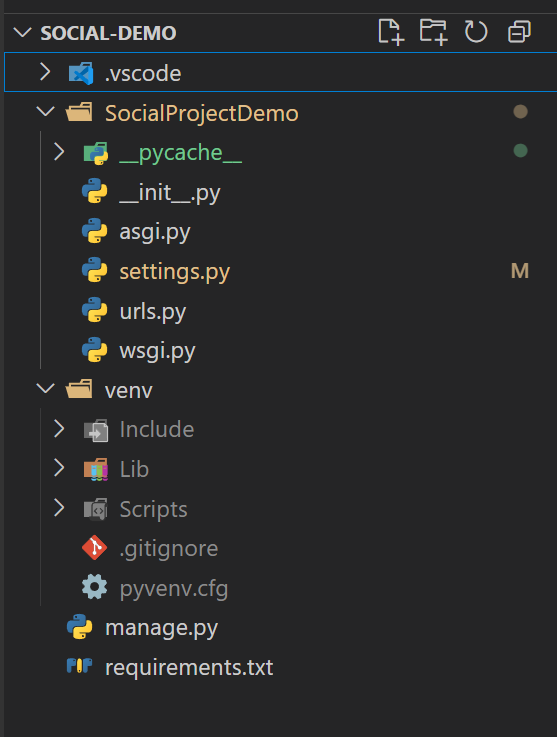 SOCIAL-DEMO
.vscode
SocialProjectDemo
__pycache__
__init__.py
asgi.py
settings.py M
urls.py
wsgi.py
venv
Include
Lib
Scripts
.gitignore
pyvenv.cfg
manage.py
requirements.txt